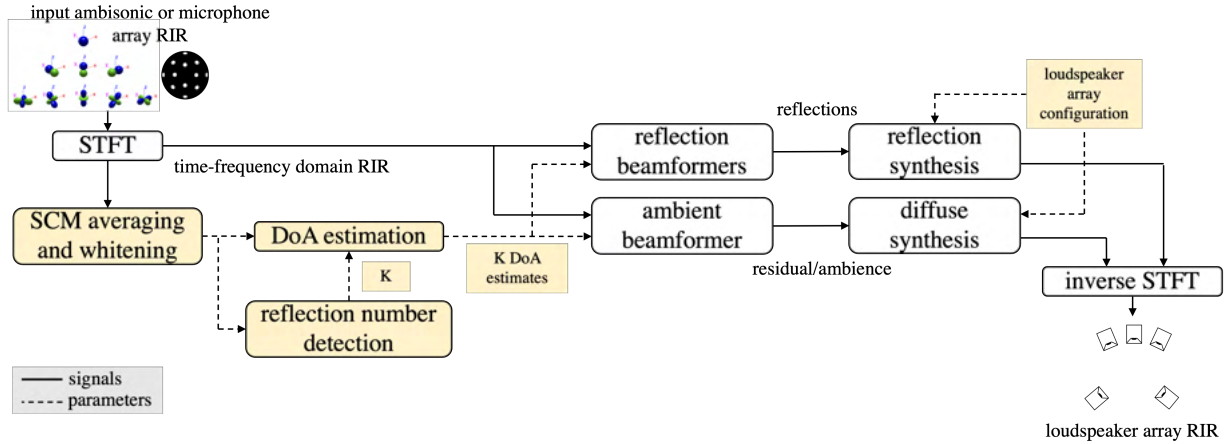 input ambisonic or microphone
array RIR
STFT
time-frequency domain RIR
SCM averaging
and whitening
DoA estimation
K
reflection number
detection
K DoA
estimates
reflection
beamformers
reflections
reflection
synthesis
loudspeaker
array
configuration
ambient
beamformer
residual/ambience
diffuse
synthesis
inverse STFT
loudspeaker array RIR
signals
parameters